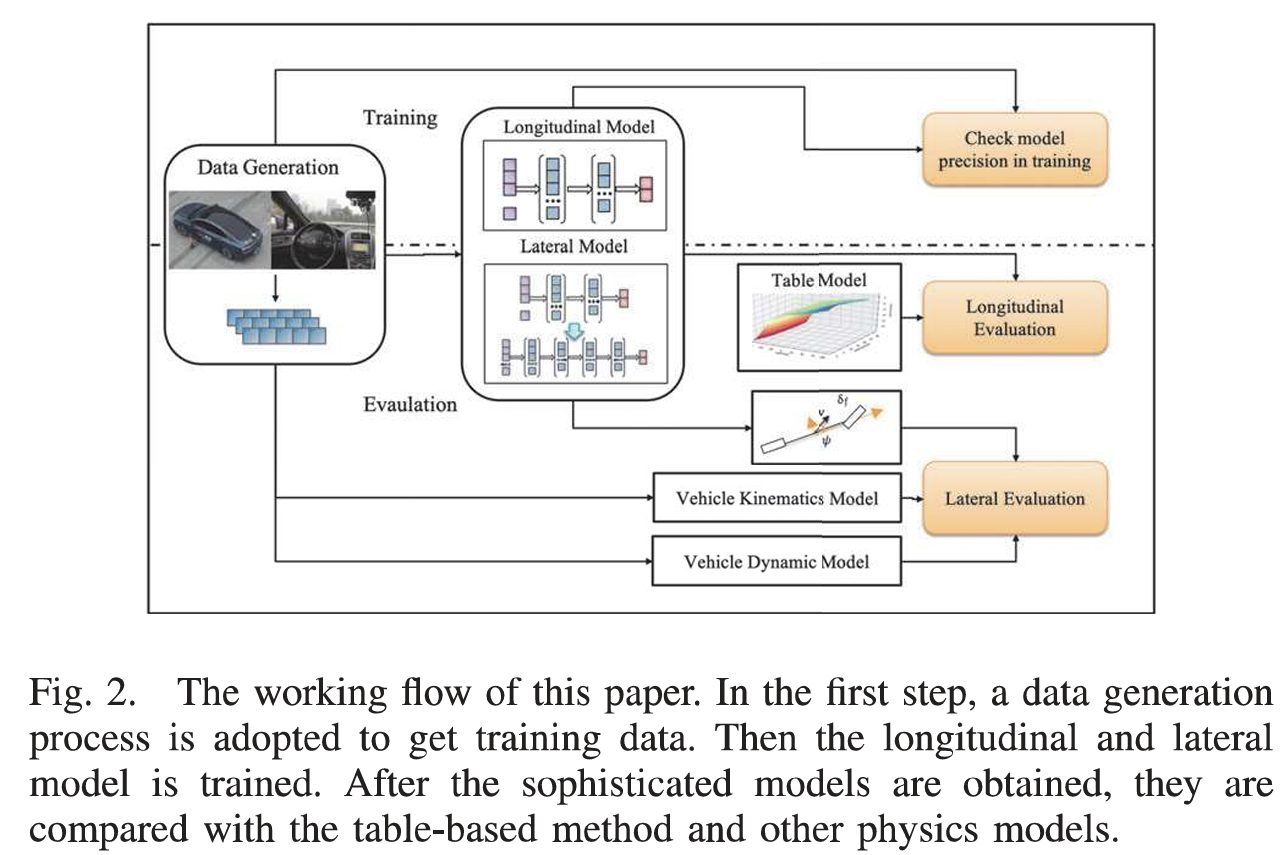 Training
Longitudinal Model
Check model
precision in training
Data Generation
Lateral Model
Table Model
Longitudinal
Evaluation
Evaulation
δf
v
ψ
Vehicle Kinematics Model
Lateral Evaluation
Vehicle Dynamic Model
Fig. 2. The working flow of this paper. In the first step, a data generation
process is adopted to get training data. Then the longitudinal and lateral
model is trained. After the sophisticated models are obtained, they are
compared with the table-based method and other physics models.